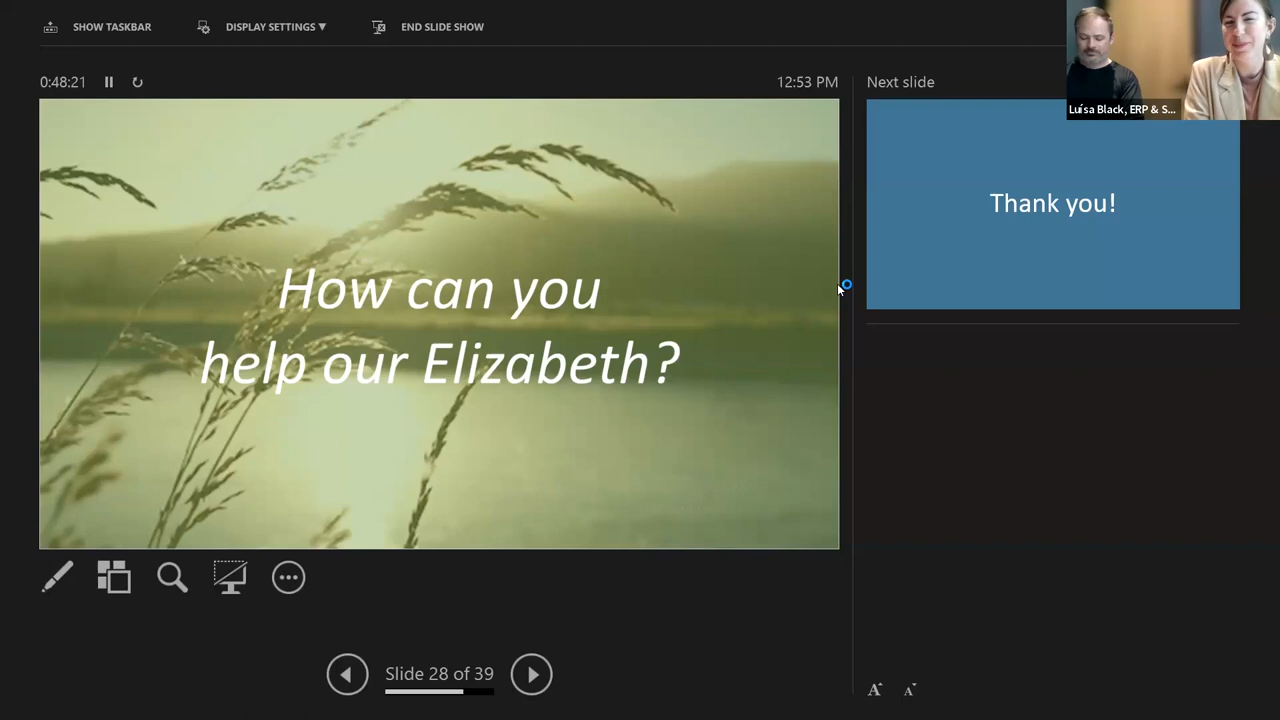 SHOW TASKBAR
DISPLAY SETTINGS ▼
END SLIDE SHOW
0:48:21
12:53 PM
Next slide
Luísa Black, ERP & S...
Thank you!
How can you
help our Elizabeth?
Slide 28 of 39
A
A